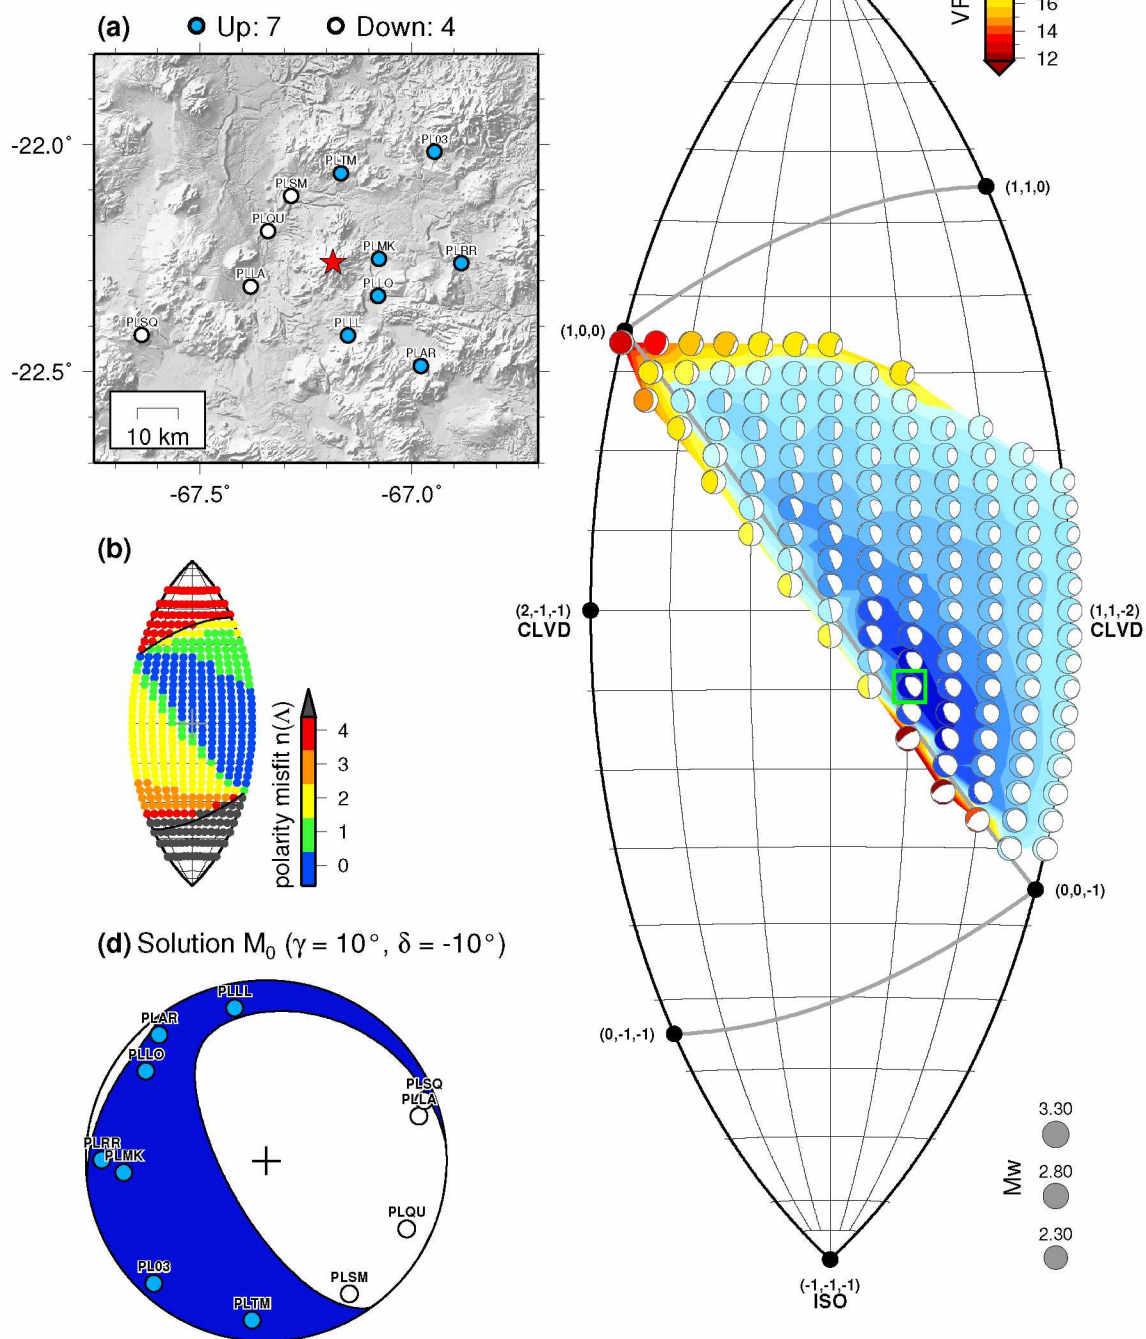 (a)
Up: 7
Down: 4
-22.0°
-22.5°
-67.5°
-67.0°
PL03
PLTM
PLSM
PLQU
PLMK
PLRR
PLLA
PLLO
PLSQ
PLLL
PLAR
10 km
VR
16
14
12
(1,1,0)
(1,0,0)
(2,-1,-1)
CLVD
(1,1,-2)
CLVD
(0,0,-1)
(0,-1,-1)
(-1,-1,-1)
ISO
Mw
3.30
2.80
2.30
(b)
polarity misfit n(Λ)
4
3
2
1
0
(d) Solution M0 (γ = 10°, δ = -10°)
PLLL
PLAR
PLLO
PLSQ
PLLA
PLRR
PLMK
PLQU
PL03
PLSM
PLTM